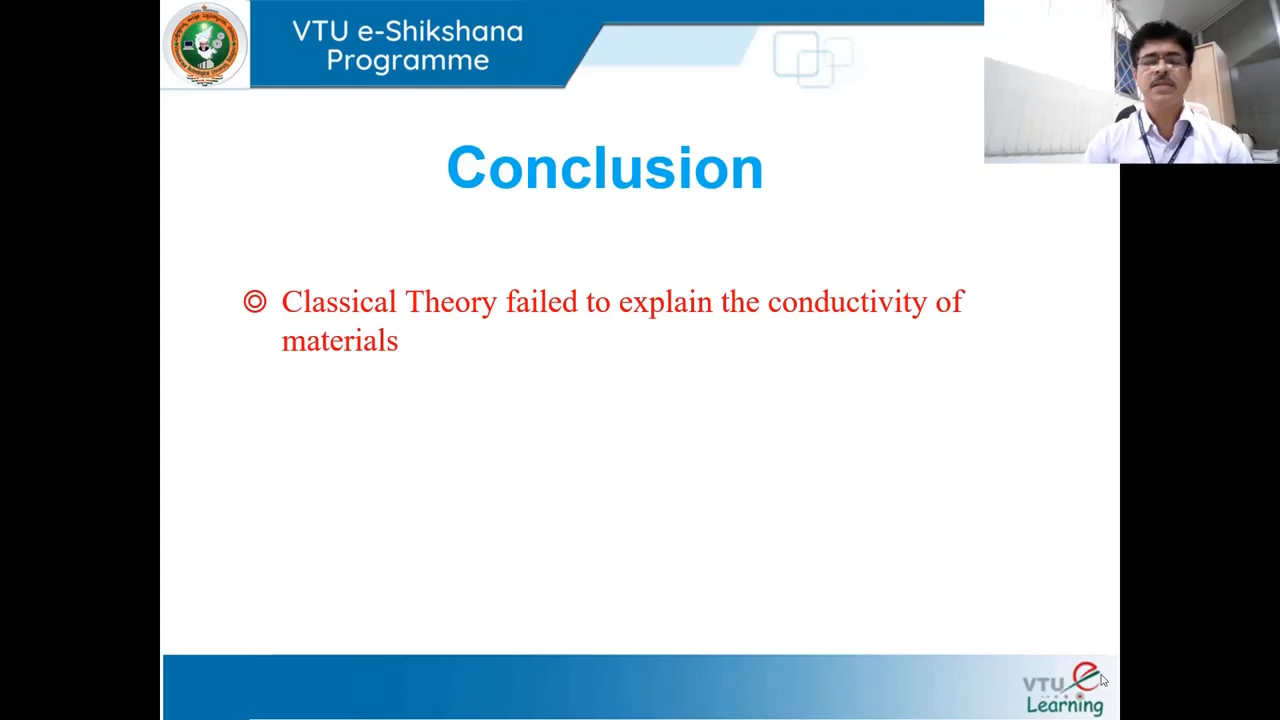 VTU e-Shikshana
Programme
Conclusion
Classical Theory failed to explain the conductivity of
materials
VTU e
Learning